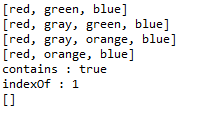 [red, green, blue]
[red, gray, green, blue]
[red, gray, orange, blue]
[red, orange, blue]
contains : true
indexOf : 1
[]